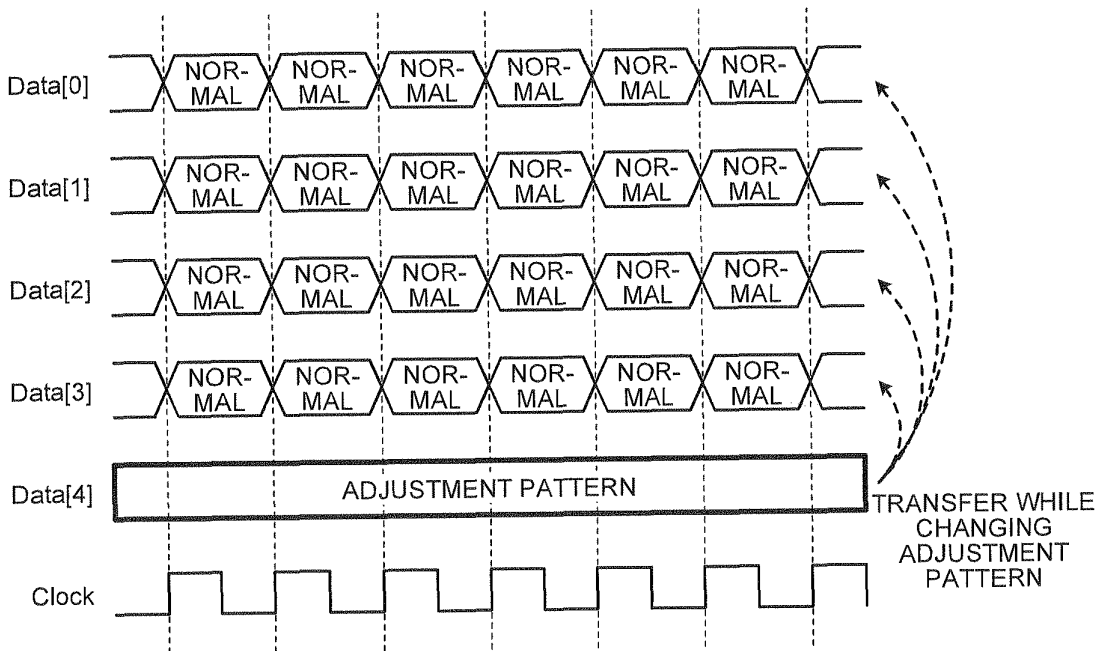 Data[0] NOR- NOR- NOR- NOR- NOR- NOR-
MAL MAL MAL MAL MAL MAL
Data[1] NOR- NOR- NOR- NOR- NOR- NOR-
MAL MAL MAL MAL MAL MAL
Data[2] NOR- NOR- NOR- NOR- NOR- NOR-
MAL MAL MAL MAL MAL MAL
Data[3] NOR- NOR- NOR- NOR- NOR- NOR-
MAL MAL MAL MAL MAL MAL
Data[4] ADJUSTMENT PATTERN
TRANSFER WHILE
CHANGING
ADJUSTMENT
PATTERN
Clock